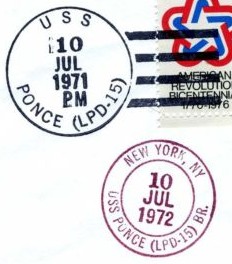 USS
10
JUL
1971
PM
PONCE (LPD-15)
AMERICAN
REVOLUTION
BICENTENNIAL
1776-1976
NEW YORK, NY
10
JUL
1972
USS PONCE (LPD-15) BR.